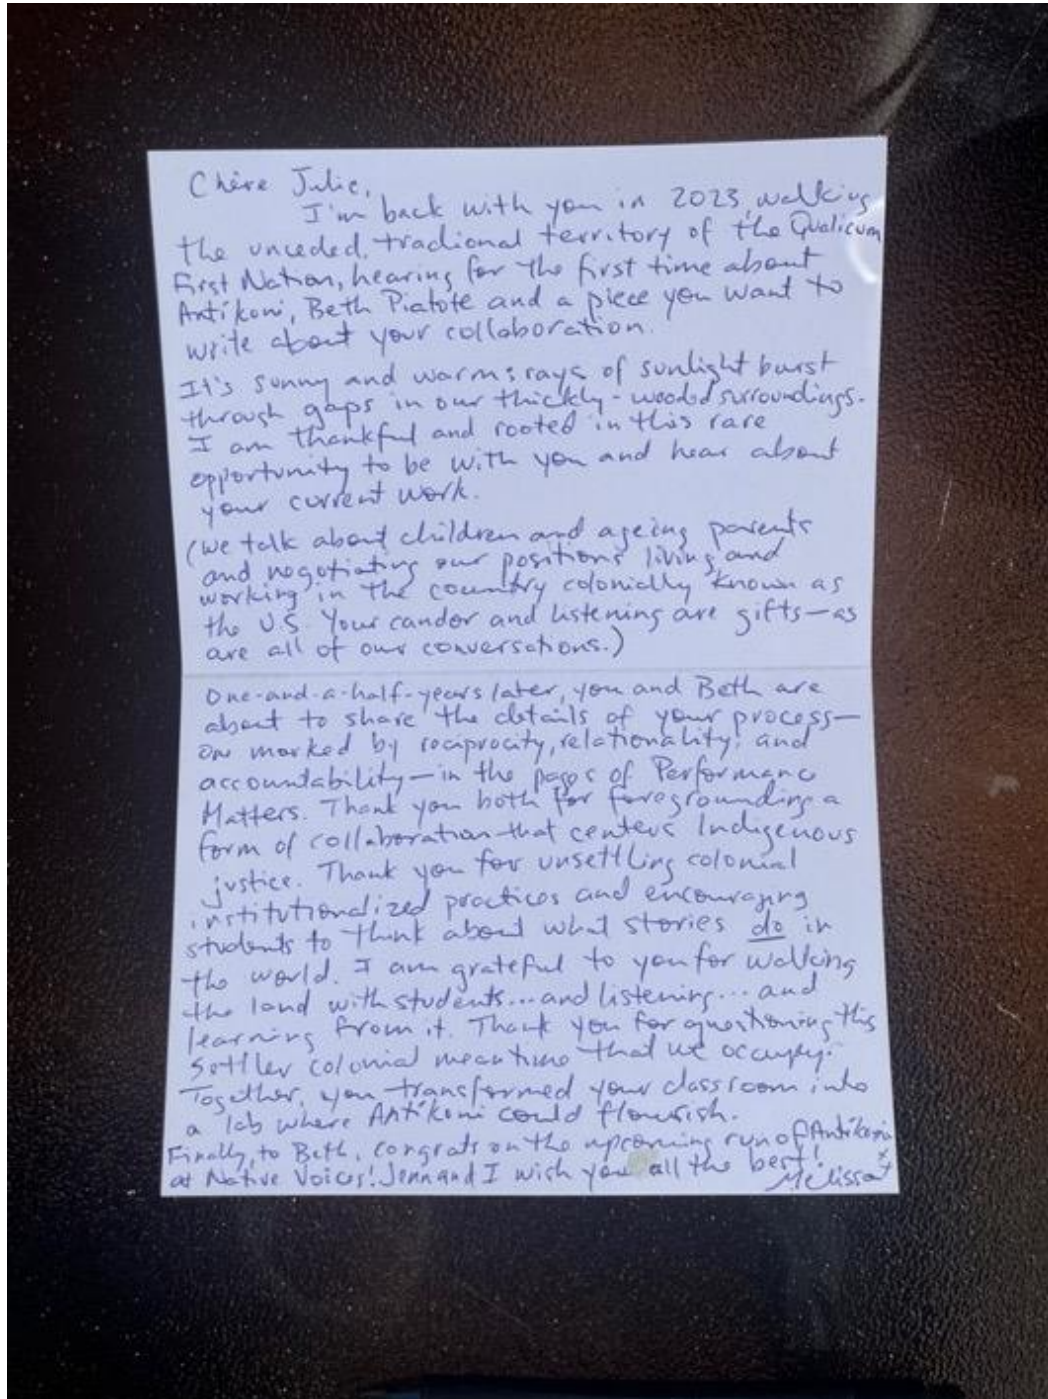 Chère Julie,
I'm back with you in 2023, walking
the unceded, tradional territory of the Qualicum
First Nation, hearing for the first time about
Antíkoni, Beth Piatote and a piece you want to
write about your collaboration.
It's sunny and warm: rays of sunlight burst
through gaps in our thickly-wooded surroundings.
I am thankful and rooted in this rare
opportunity to be with you and hear about
your current work.
(We talk about children and ageing parents
and negotiating our positions living and
working in the country colonially known as
the U.S. Your candor and listening are gifts—as
are all of our conversations.)
One-and-a-half-years later, you and Beth are
about to share the details of your process—
one marked by reciprocity, relationality, and
accountability—in the pages of Performance
Matters. Thank you both for foregrounding a
form of collaboration that centers Indigenous
justice. Thank you for unsettling colonial
institutionalized practices and encouraging
students to think about what stories do in
the world. I am grateful to you for walking
the land with students...and listening...and
learning from it. Thank you for questioning this
settler colonial meantime that we occupy.
Together, you transformed your classroom into
a lab where Antíkoni could flourish.
Finally, to Beth, congrats on the upcoming run of Antíkoni
at Native Voices! Jenn and I wish you all the best!
Melissa